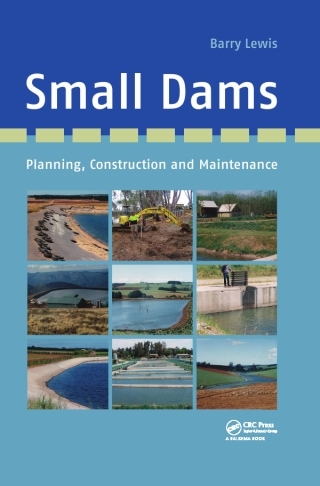 Barry Lewis
Small Dams
Planning, Construction and Maintenance
CRC Press
Taylor & Francis Group
A BALKEMA BOOK